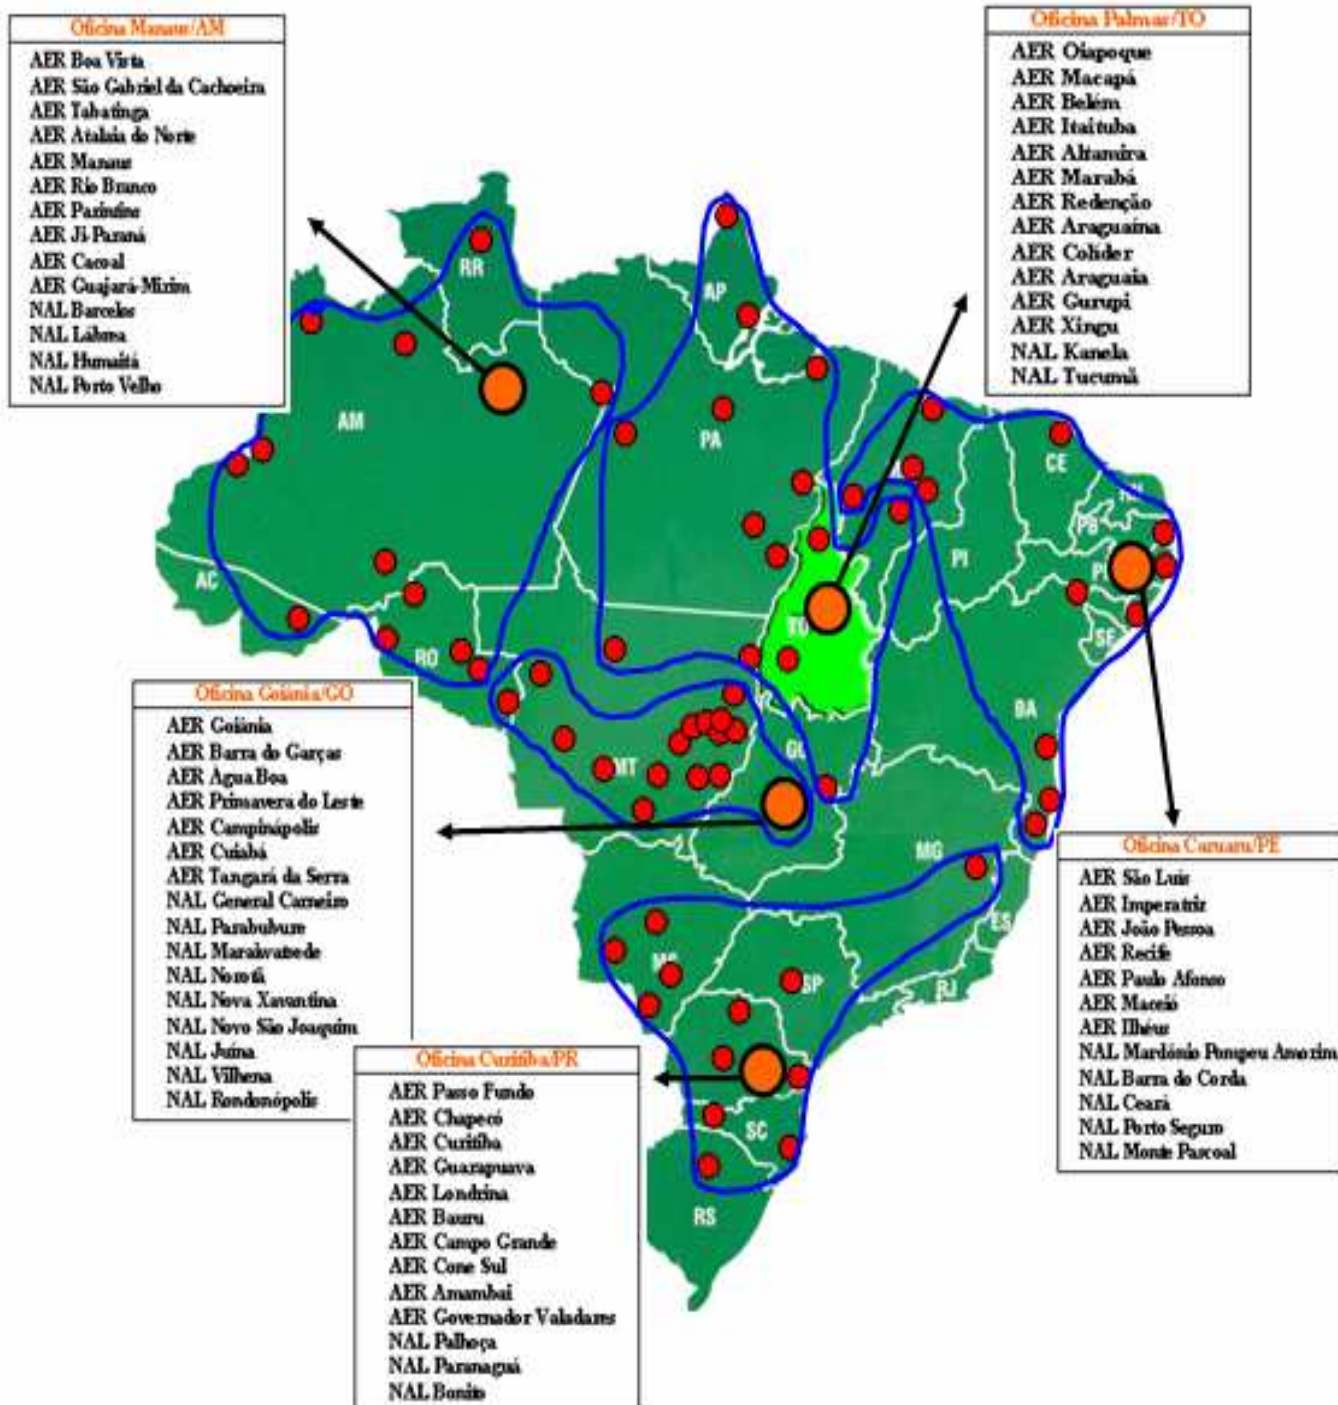 Oficina Manaus/AM
AER Boa Vista
AER São Gabriel da Cachoeira
AER Tabatinga
AER Atalaia do Norte
AER Manaus
AER Rio Branco
AER Parintins
AER Ji-Paraná
AER Cacoal
AER Guajará-Mirim
NAL Barcelos
NAL Lábrea
NAL Humaitá
NAL Porto Velho
Oficina Palmas/TO
AER Oiapoque
AER Macapá
AER Belém
AER Itaituba
AER Altamira
AER Marabá
AER Redenção
AER Araguaína
AER Colíder
AER Araguaia
AER Gurupi
AER Xingu
NAL Kanela
NAL Tucumã
RR
AP
AM
PA
CE
RN
PB
PI
PE
AC
TO
SE
RO
BA
GO
MT
MG
ES
MS
SP
RJ
SC
RS
Oficina Goiânia/GO
AER Goiânia
AER Barra do Garças
AER Água Boa
AER Primavera do Leste
AER Campinápolis
AER Cuiabá
AER Tangará da Serra
NAL General Carneiro
NAL Parabubure
NAL Maraiwatsede
NAL Norotã
NAL Nova Xavantina
NAL Novo São Joaquim
NAL Juína
NAL Vilhena
NAL Rondonópolis
Oficina Caruaru/PE
AER São Luis
AER Imperatriz
AER João Pessoa
AER Recife
AER Paulo Afonso
AER Maceió
AER Ilhéus
NAL Mardônio Pompeu Amorim
NAL Barra do Corda
NAL Ceará
NAL Porto Seguro
NAL Monte Pascoal
Oficina Curitiba/PR
AER Passo Fundo
AER Chapecó
AER Curitiba
AER Guarapuava
AER Londrina
AER Bauru
AER Campo Grande
AER Cone Sul
AER Amambai
AER Governador Valadares
NAL Palhoça
NAL Paranaguá
NAL Bonito